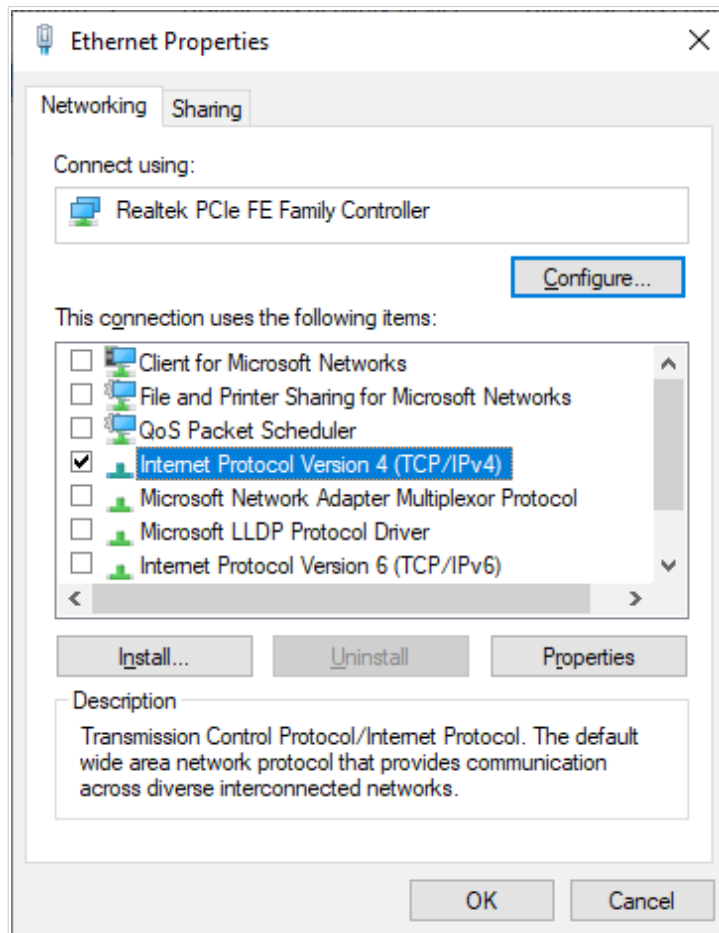 Ethernet Properties
Networking Sharing
Connect using:
Realtek PCIe FE Family Controller
Configure...
This connection uses the following items:
Client for Microsoft Networks
File and Printer Sharing for Microsoft Networks
QoS Packet Scheduler
Internet Protocol Version 4 (TCP/IPv4)
Microsoft Network Adapter Multiplexor Protocol
Microsoft LLDP Protocol Driver
Internet Protocol Version 6 (TCP/IPv6)
Install... Uninstall Properties
Description
Transmission Control Protocol/Internet Protocol. The default
wide area network protocol that provides communication
across diverse interconnected networks.
OK Cancel